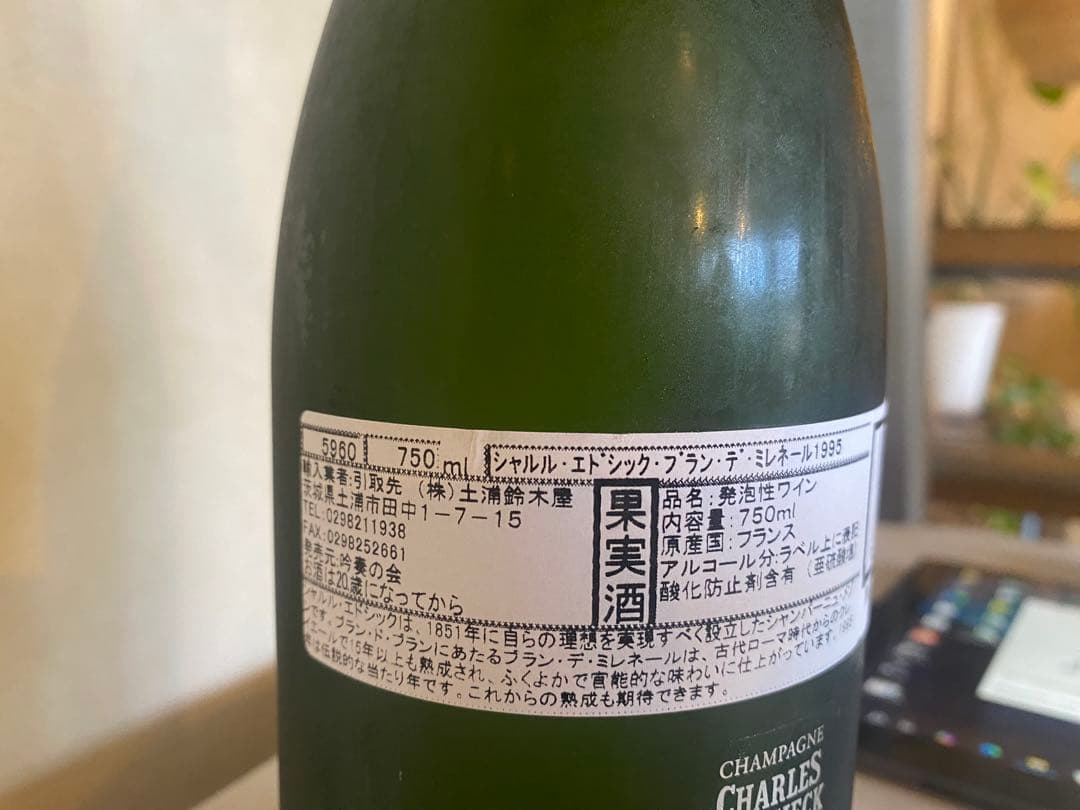 5960 750 ml シャルル・エドシック・ブラン・デ・ミレネール1995
輸入業者:引取先 (株)土浦鈴木屋
茨城県土浦市田中1-7-15
TEL:0298211938
FAX:0298252661
発売元:吟奏の会
お酒は20歳になってから
果実酒
品名:発泡性ワイン
内容量:750ml
原産国:フランス
アルコール分:ラベル上に表記
酸化防止剤含有(亜硫酸塩)
シャルル・エドシックは、1851年に自らの理想を実現すべく設立したシャンパーニュ・メゾ
ンです。ブラン・ド・ブランにあたるブラン・デ・ミレネールは、古代ローマ時代からのクレ
で15年以上も熟成され、ふくよかで官能的な味わいに仕上がっています。1995
は伝説的な当たり年です。これからの熟成も期待できます。
CHAMPAGNE
CHARLES